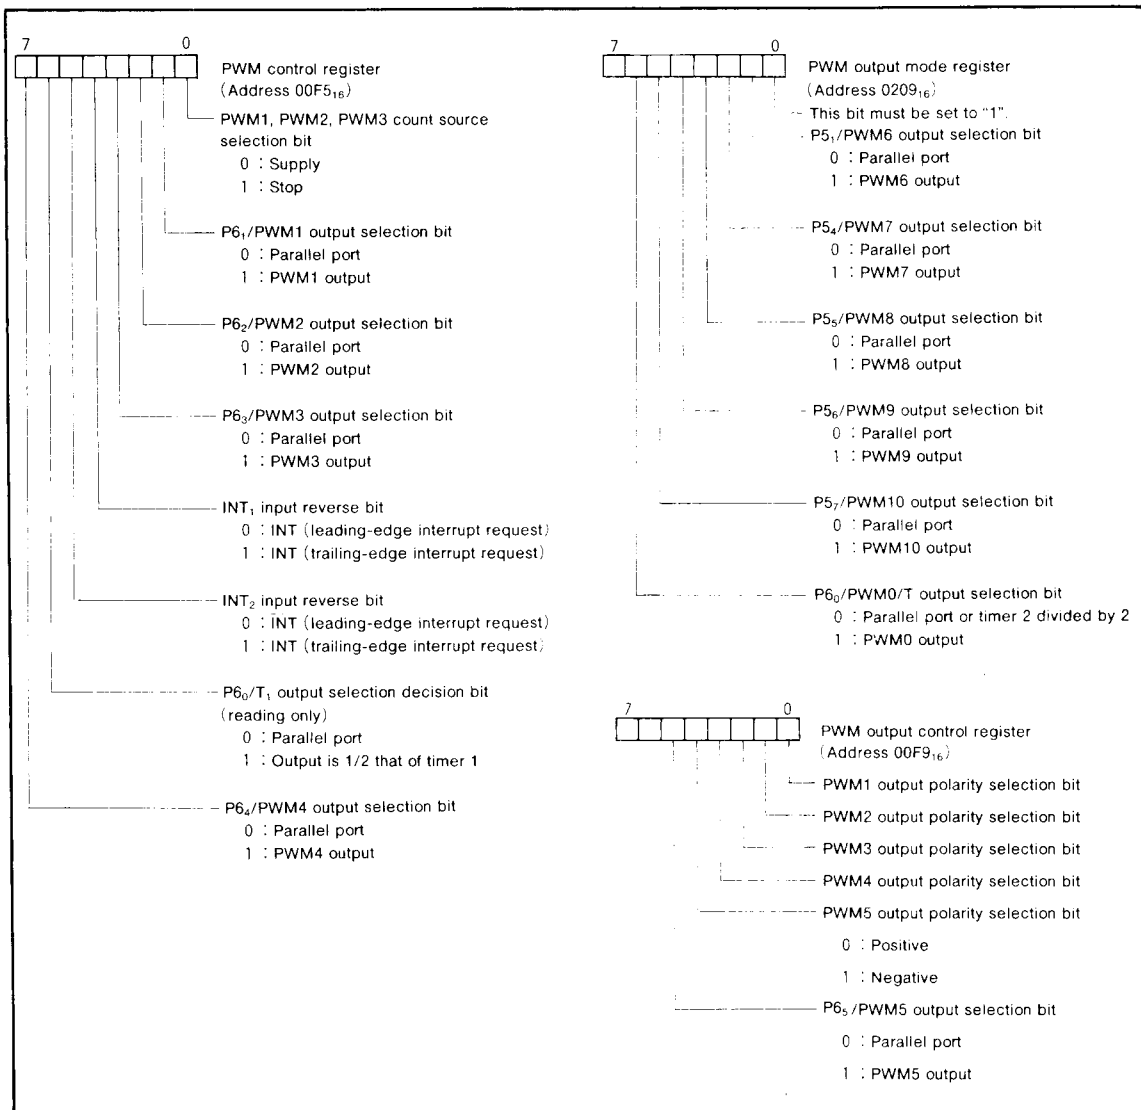 7 0
PWM control register
(Address 00F5₁₆)
PWM1, PWM2, PWM3 count source
selection bit
0 : Supply
1 : Stop
P6₁/PWM1 output selection bit
0 : Parallel port
1 : PWM1 output
P6₂/PWM2 output selection bit
0 : Parallel port
1 : PWM2 output
P6₃/PWM3 output selection bit
0 : Parallel port
1 : PWM3 output
INT₁ input reverse bit
0 : INT (leading-edge interrupt request)
1 : INT (trailing-edge interrupt request)
INT₂ input reverse bit
0 : INT (leading-edge interrupt request)
1 : INT (trailing-edge interrupt request)
P6₀/T₁ output selection decision bit
(reading only)
0 : Parallel port
1 : Output is 1/2 that of timer 1
P6₄/PWM4 output selection bit
0 : Parallel port
1 : PWM4 output
7 0
PWM output mode register
(Address 0209₁₆)
This bit must be set to "1".
P5₁/PWM6 output selection bit
0 : Parallel port
1 : PWM6 output
P5₄/PWM7 output selection bit
0 : Parallel port
1 : PWM7 output
P5₅/PWM8 output selection bit
0 : Parallel port
1 : PWM8 output
P5₆/PWM9 output selection bit
0 : Parallel port
1 : PWM9 output
P5₇/PWM10 output selection bit
0 : Parallel port
1 : PWM10 output
P6₀/PWM0/T output selection bit
0 : Parallel port or timer 2 divided by 2
1 : PWM0 output
7 0
PWM output control register
(Address 00F9₁₆)
PWM1 output polarity selection bit
PWM2 output polarity selection bit
PWM3 output polarity selection bit
PWM4 output polarity selection bit
PWM5 output polarity selection bit
0 : Positive
1 : Negative
P6₅/PWM5 output selection bit
0 : Parallel port
1 : PWM5 output